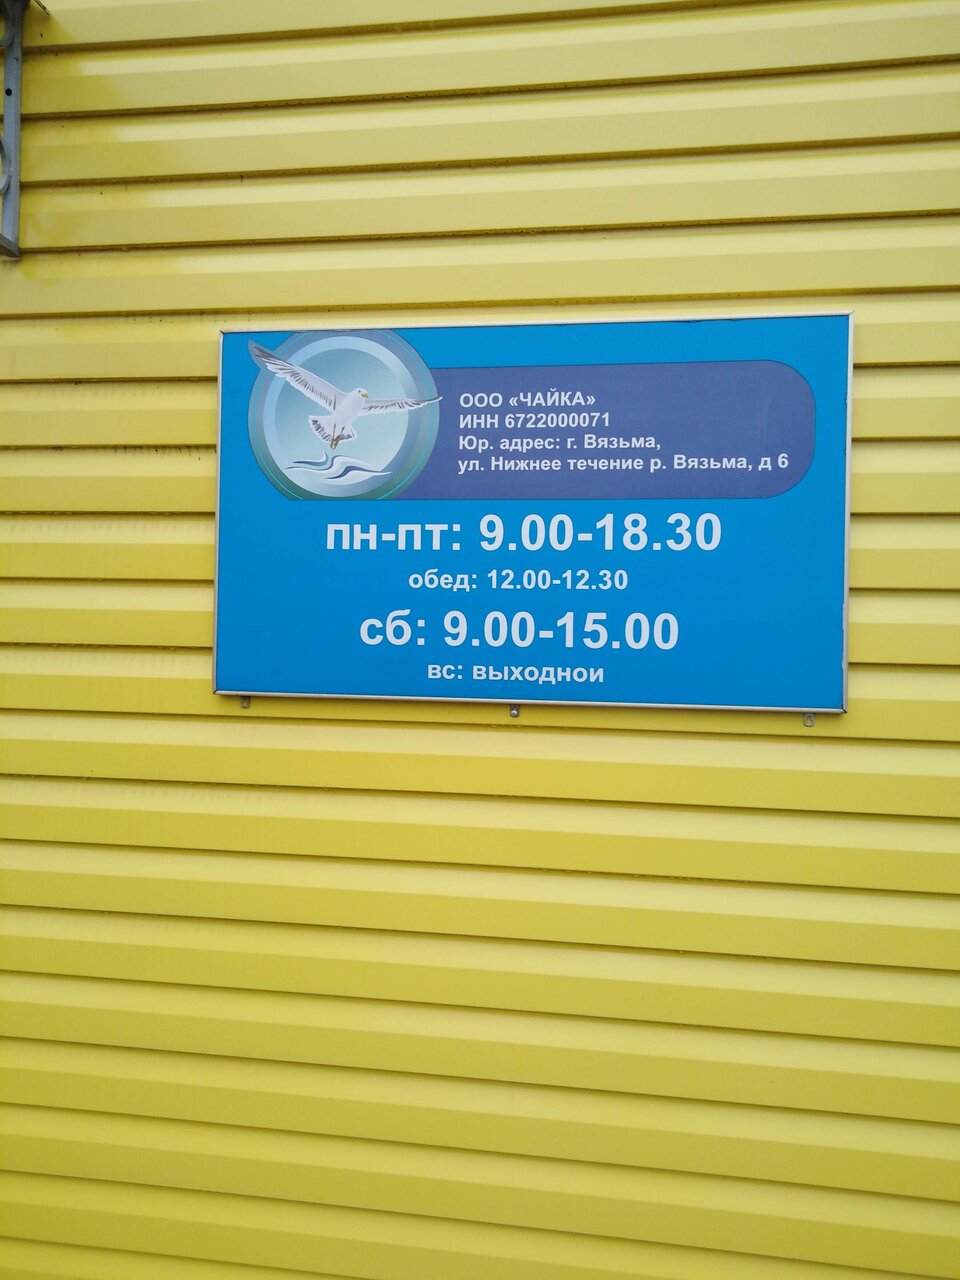 ООО «ЧАЙКА»
ИНН 6722000071
Юр. адрес: г. Вязьма,
ул. Нижнее течение р. Вязьма, д 6
пн-пт: 9.00-18.30
обед: 12.00-12.30
сб: 9.00-15.00
вс: выходнои